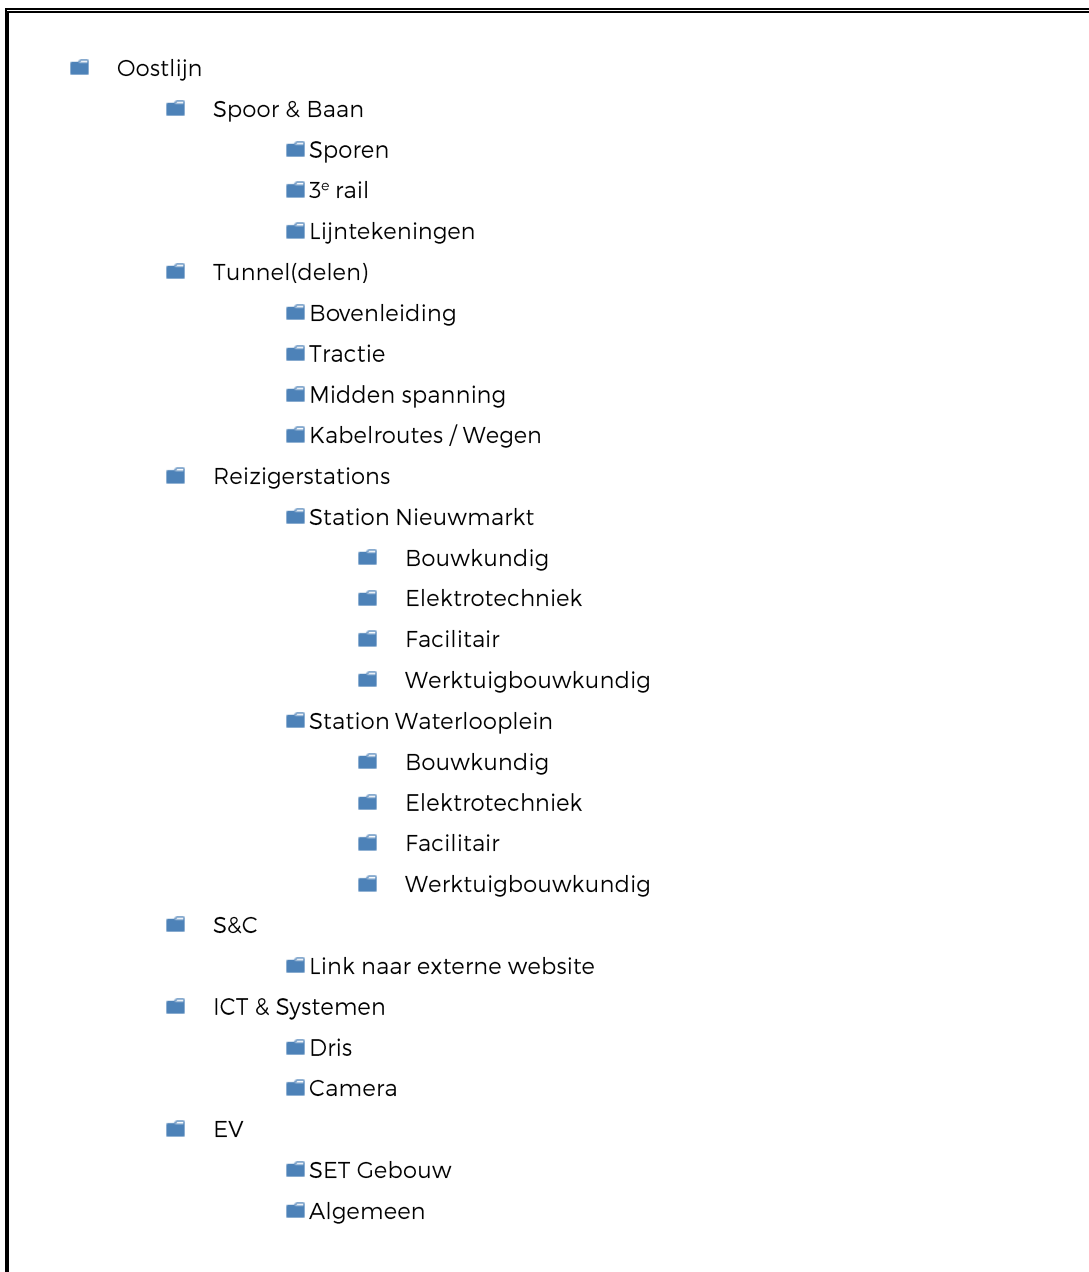 Oostlijn
Spoor & Baan
Sporen
3e rail
Lijntekeningen
Tunnel(delen)
Bovenleiding
Tractie
Midden spanning
Kabelroutes / Wegen
Reizigerstations
Station Nieuwmarkt
Bouwkundig
Elektrotechniek
Facilitair
Werktuigbouwkundig
Station Waterlooplein
Bouwkundig
Elektrotechniek
Facilitair
Werktuigbouwkundig
S&C
Link naar externe website
ICT & Systemen
Dris
Camera
EV
SET Gebouw
Algemeen